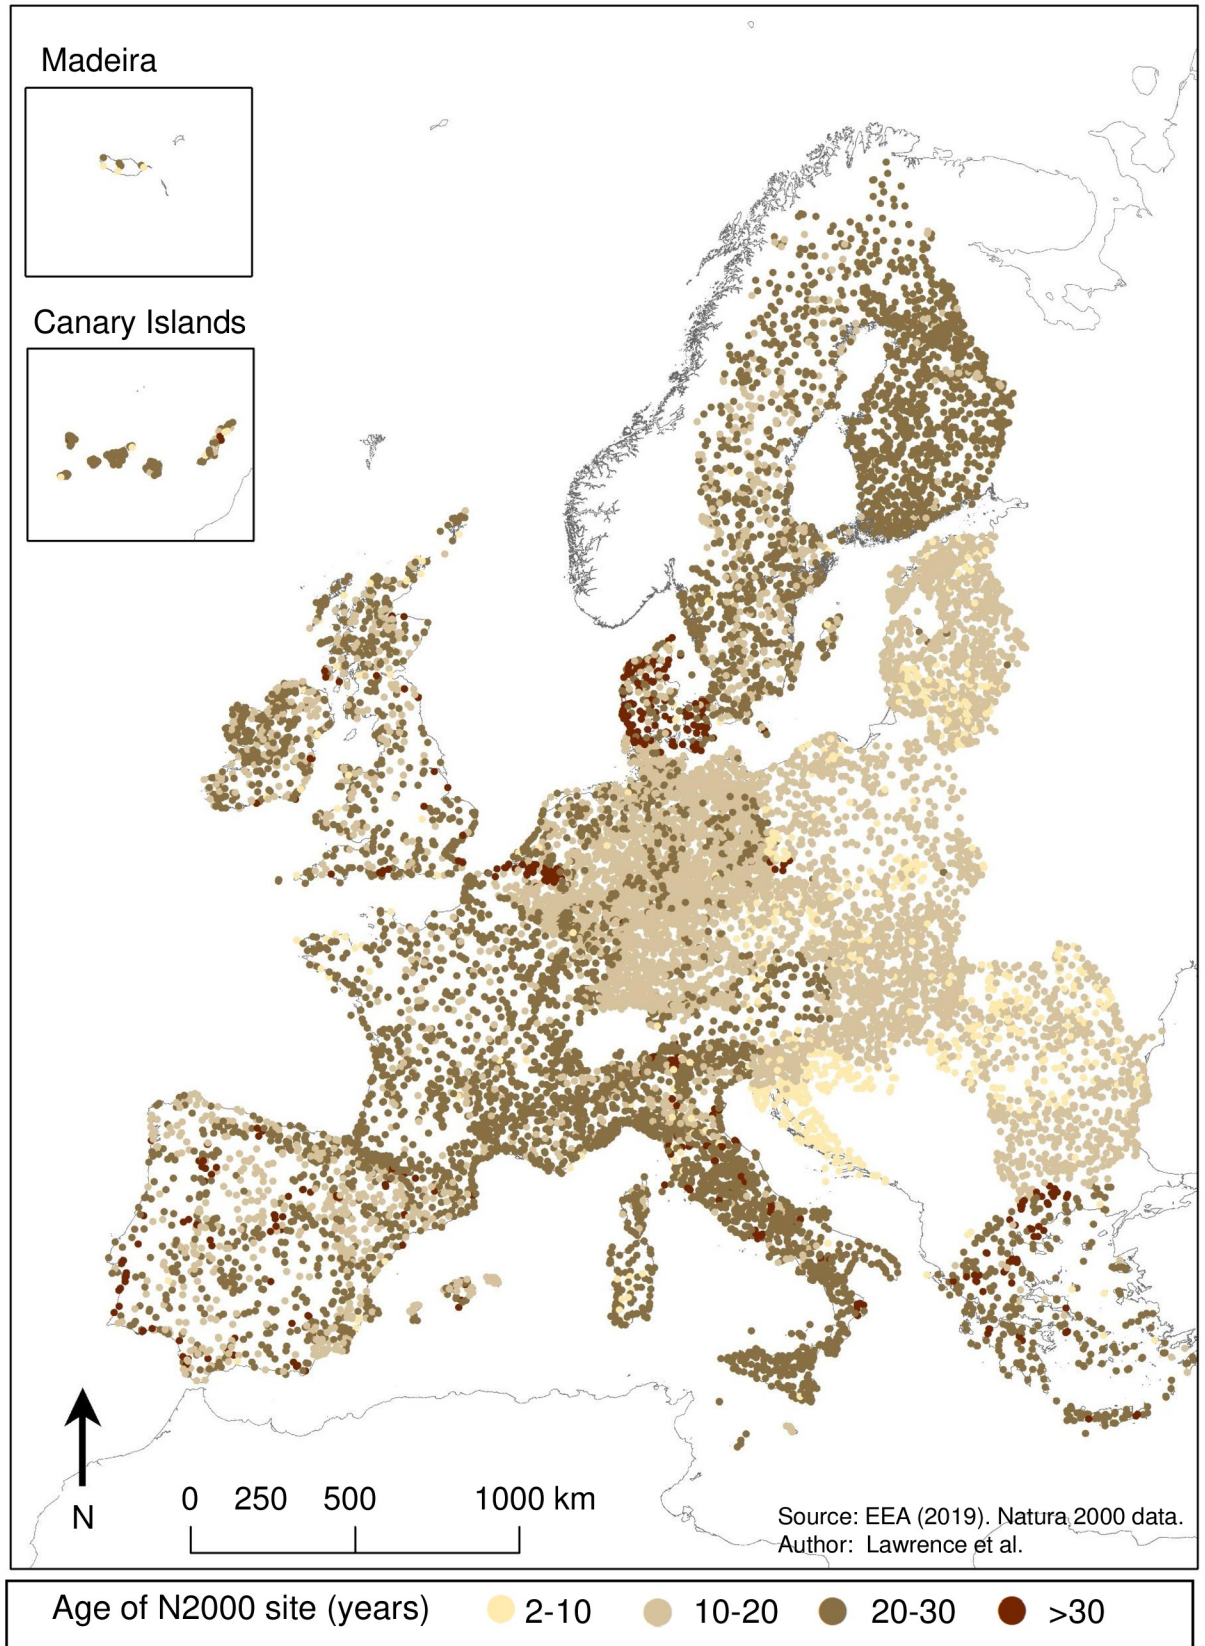 Madeira
Canary Islands
N
0 250 500 1000 km
Source: EEA (2019). Natura 2000 data.
Author: Lawrence et al.
Age of N2000 site (years) 2-10 10-20 20-30 >30